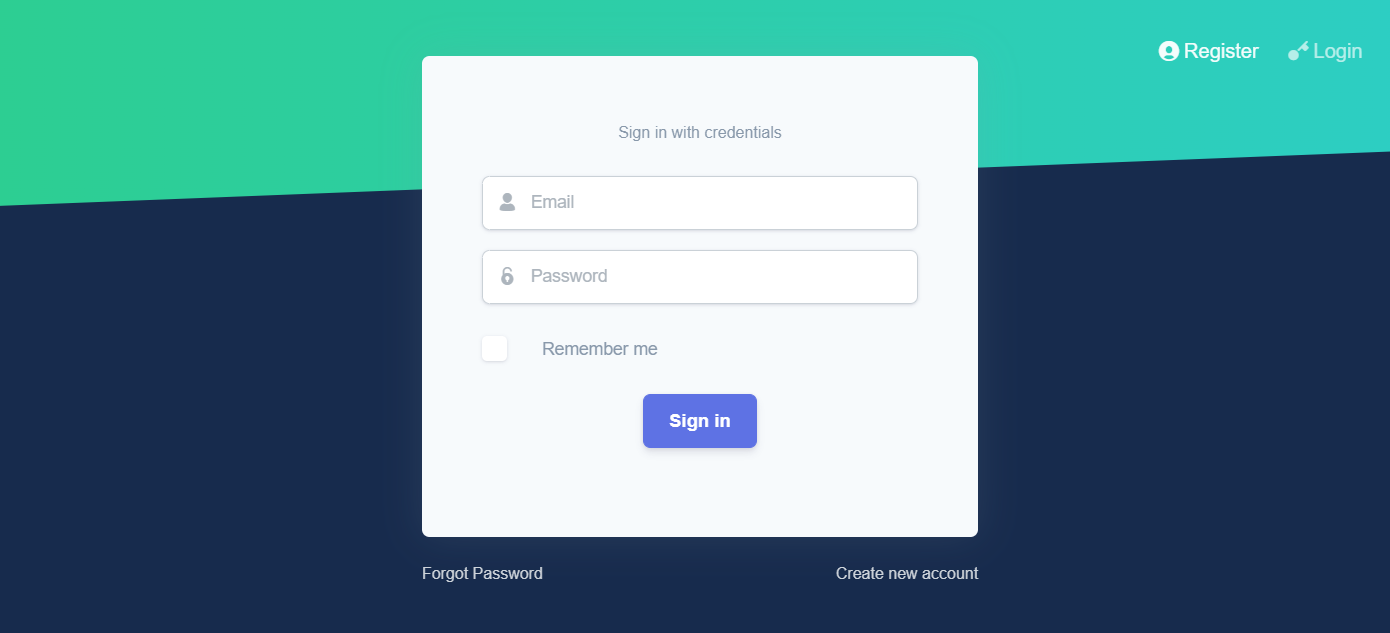 Register
Login
Sign in with credentials
Email
Password
Remember me
Sign in
Forgot Password
Create new account